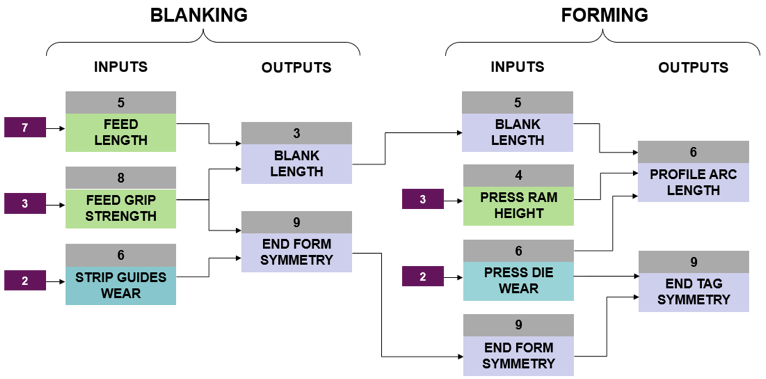 BLANKING
FORMING
INPUTS
OUTPUTS
INPUTS
OUTPUTS
7
5
FEED
LENGTH
3
8
FEED GRIP
STRENGTH
2
6
STRIP GUIDES
WEAR
3
BLANK
LENGTH
9
END FORM
SYMMETRY
5
BLANK
LENGTH
3
4
PRESS RAM
HEIGHT
2
6
PRESS DIE
WEAR
9
END FORM
SYMMETRY
6
PROFILE ARC
LENGTH
9
END TAG
SYMMETRY